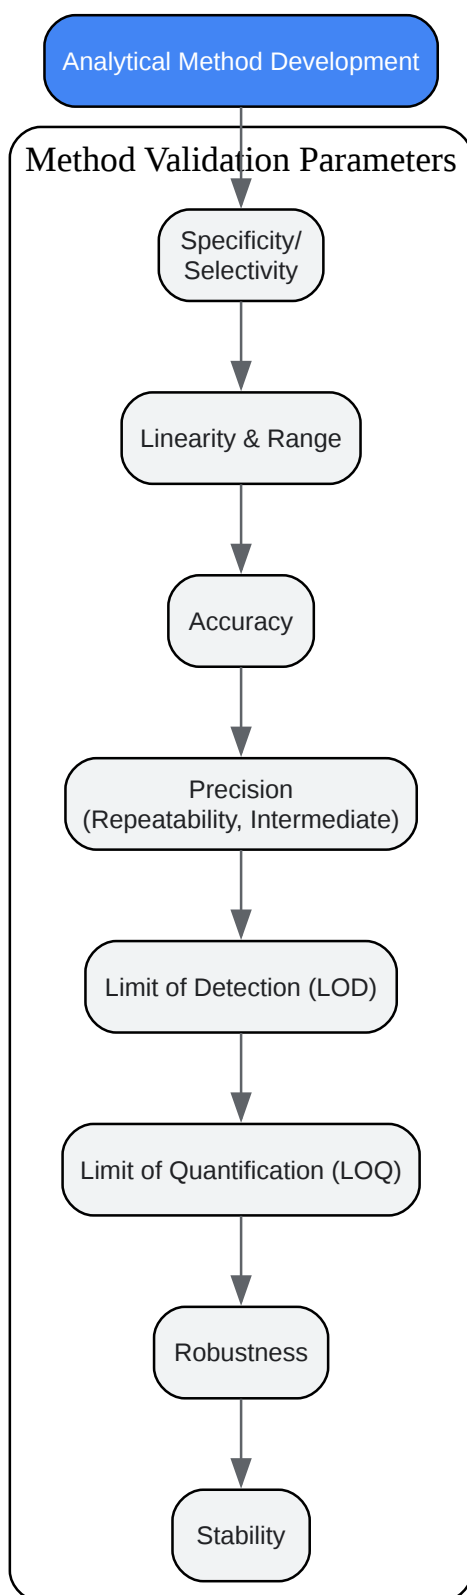 Analytical Method Development
Method Validation Parameters
Specificity/
Selectivity
Linearity & Range
Accuracy
Precision
(Repeatability, Intermediate)
Limit of Detection (LOD)
Limit of Quantification (LOQ)
Robustness
Stability